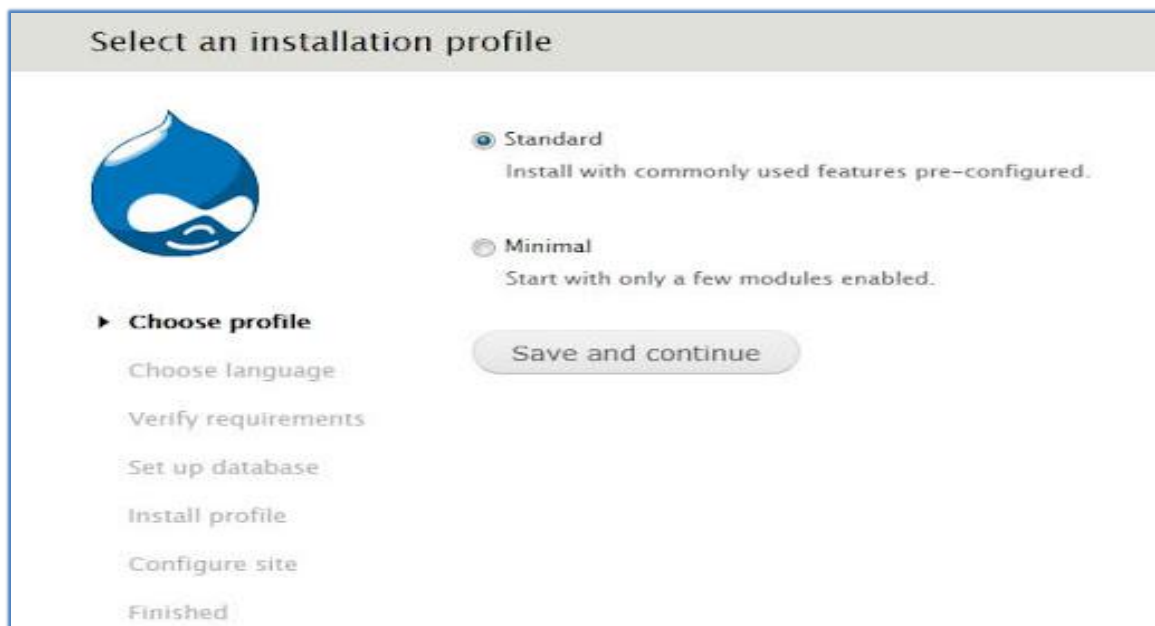 Select an installation profile
Standard
Install with commonly used features pre-configured.
Minimal
Start with only a few modules enabled.
Save and continue
Choose profile
Choose language
Verify requirements
Set up database
Install profile
Configure site
Finished